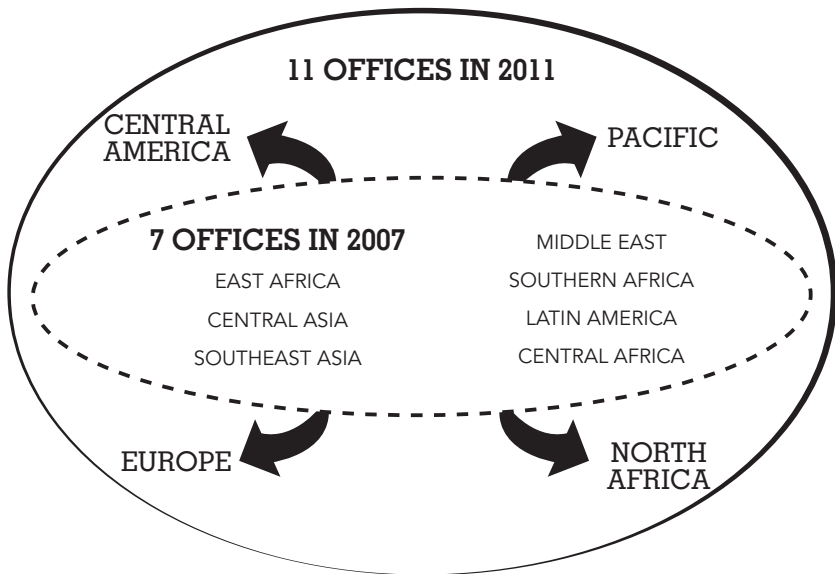 11 OFFICES IN 2011
CENTRAL
AMERICA
PACIFIC
7 OFFICES IN 2007
EAST AFRICA
CENTRAL ASIA
SOUTHEAST ASIA
MIDDLE EAST
SOUTHERN AFRICA
LATIN AMERICA
CENTRAL AFRICA
EUROPE
NORTH
AFRICA